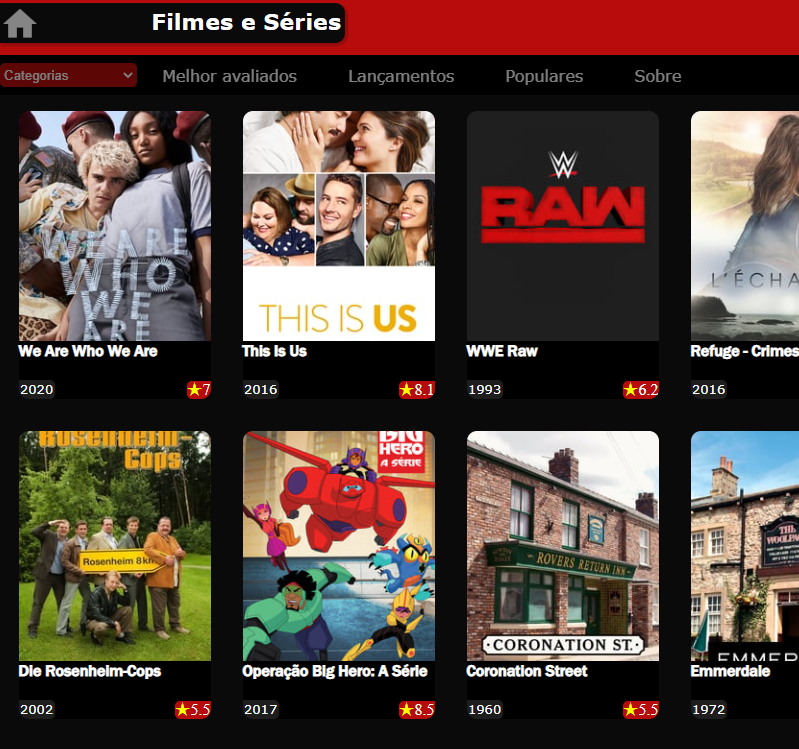 Filmes e Séries
Categorias
Melhor avaliados
Lançamentos
Populares
Sobre
WE ARE
WHO
WE
ARE
THIS IS US
W
RAW
L'ÉCHA
We Are Who We Are
This Is Us
WWE Raw
Refuge - Crimes
2020
★7
2016
★8.1
1993
★6.2
2016
Rosenheim-
Cops
Rosenheim 8 km
BIG
HERO
A SÉRIE
ROVERS RETURN INN
CORONATION ST.
THE
EMMER
Die Rosenheim-Cops
Operação Big Hero: A Série
Coronation Street
Emmerdale
2002
★5.5
2017
★8.5
1960
★5.5
1972